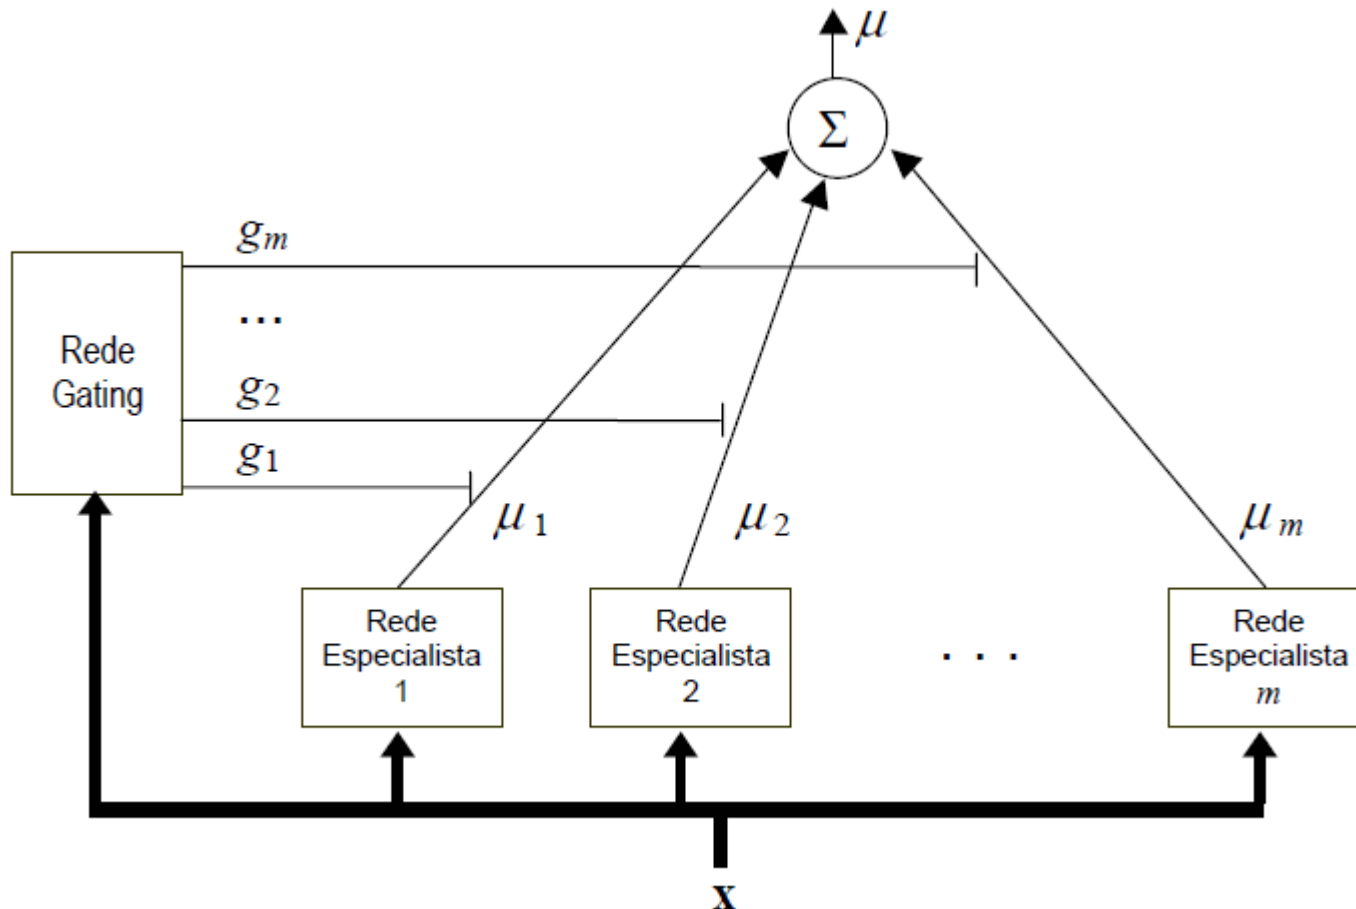 μ
Σ
g_m
...
g_2
g_1
Rede
Gating
μ_1
μ_2
μ_m
Rede
Especialista
1
Rede
Especialista
2
. . .
Rede
Especialista
m
x